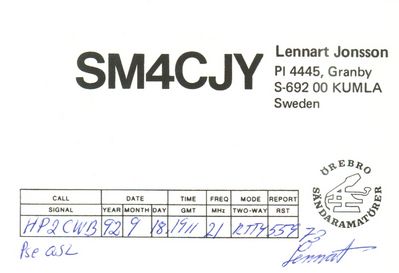 SM4CJY
Lennart Jonsson
Pl 4445, Granby
S-692 00 KUMLA
Sweden
ÖREBRO
SÄNDARAMATÖRER
CALL DATE TIME FREQ MODE REPORT
SIGNAL YEAR MONTH DAY GMT MHz TWO-WAY RST
HP2CWB 92 9 18 1911 21 RTTY 559
Pse QSL
73
Lennart